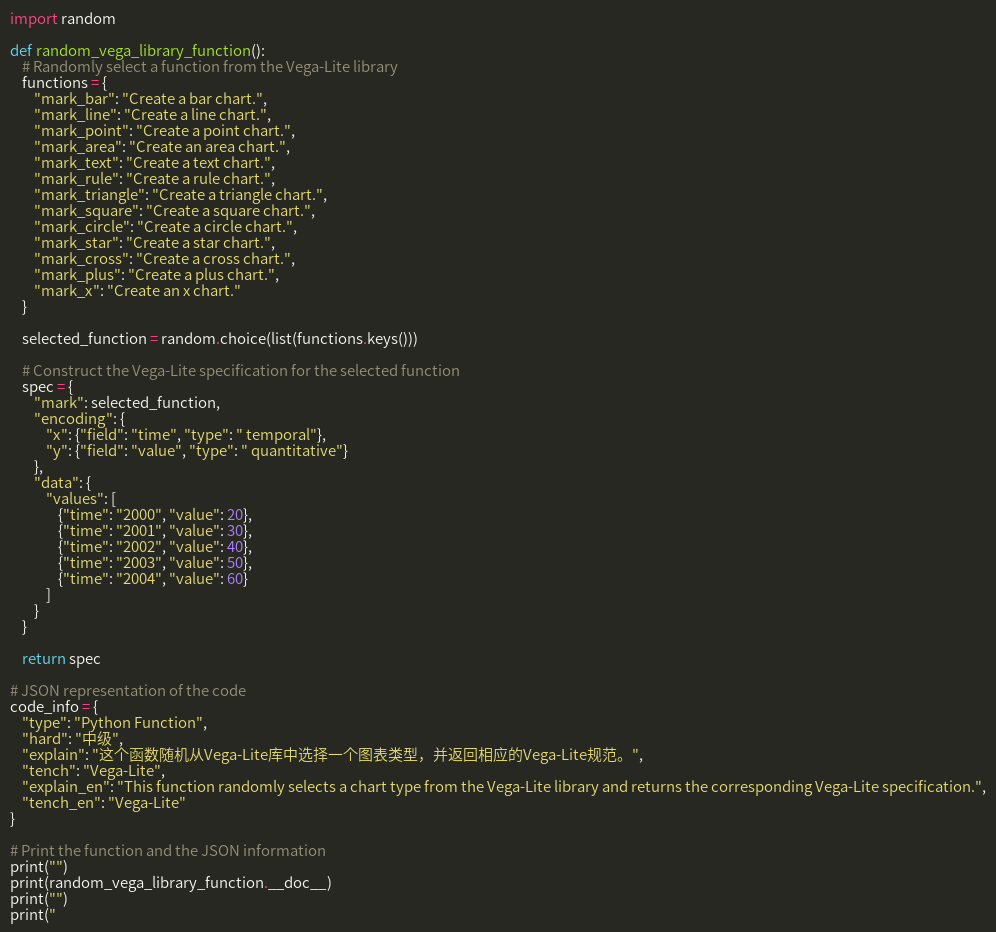 import random
def random_vega_library_function():
# Randomly select a function from the Vega-Lite library
functions = {
"mark_bar": "Create a bar chart.",
"mark_line": "Create a line chart.",
"mark_point": "Create a point chart.",
"mark_area": "Create an area chart.",
"mark_text": "Create a text chart.",
"mark_rule": "Create a rule chart.",
"mark_triangle": "Create a triangle chart.",
"mark_square": "Create a square chart.",
"mark_circle": "Create a circle chart.",
"mark_star": "Create a star chart.",
"mark_cross": "Create a cross chart.",
"mark_plus": "Create a plus chart.",
"mark_x": "Create an x chart."
}
selected_function = random.choice(list(functions.keys()))
# Construct the Vega-Lite specification for the selected function
spec = {
"mark": selected_function,
"encoding": {
"x": {"field": "time", "type": " temporal"},
"y": {"field": "value", "type": " quantitative"}
},
"data": {
"values": [
{"time": "2000", "value": 20},
{"time": "2001", "value": 30},
{"time": "2002", "value": 40},
{"time": "2003", "value": 50},
{"time": "2004", "value": 60}
]
}
}
return spec
# JSON representation of the code
code_info = {
"type": "Python Function",
"hard": "中级",
"explain": "这个函数随机从Vega-Lite库中选择一个图表类型，并返回相应的Vega-Lite规范。",
"tench": "Vega-Lite",
"explain_en": "This function randomly selects a chart type from the Vega-Lite library and returns the corresponding Vega-Lite specification.",
"tench_en": "Vega-Lite"
}
# Print the function and the JSON information
print("")
print(random_vega_library_function.__doc__)
print("")
print("